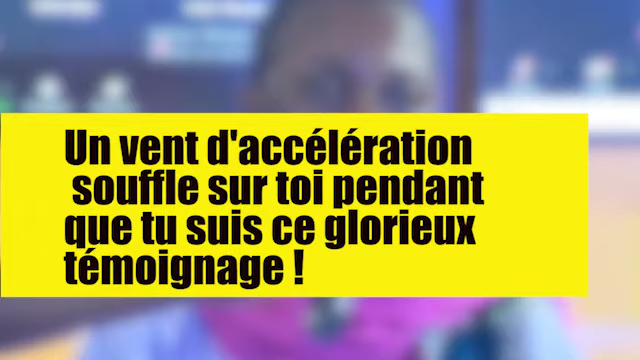 Un vent d'accélération
souffle sur toi pendant
que tu suis ce glorieux
témoignage !